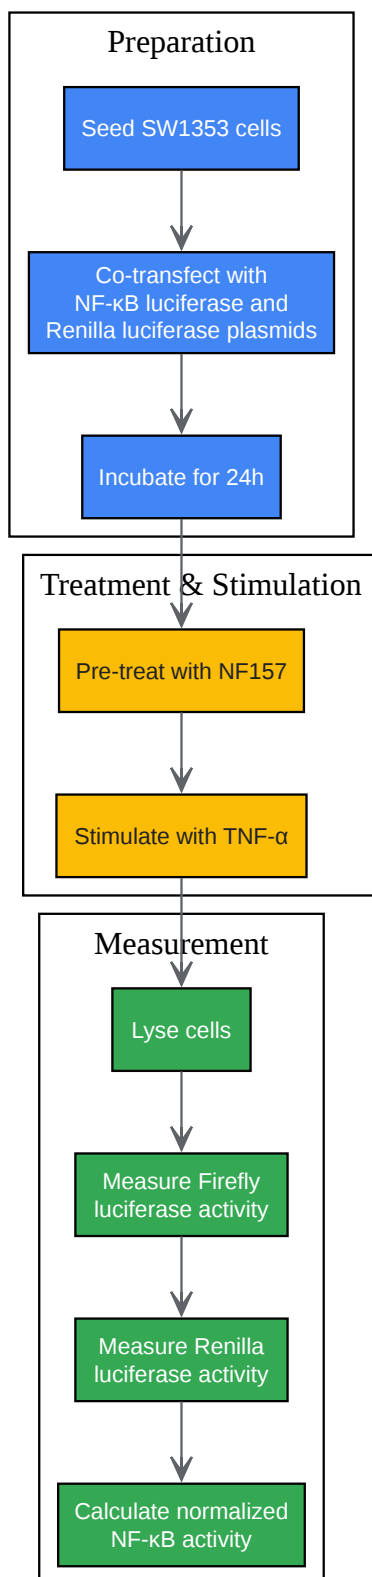 Preparation
Seed SW1353 cells
Co-transfect with
NF-κB luciferase and
Renilla luciferase plasmids
Incubate for 24h
Treatment & Stimulation
Pre-treat with NF157
Stimulate with TNF-α
Measurement
Lyse cells
Measure Firefly
luciferase activity
Measure Renilla
luciferase activity
Calculate normalized
NF-κB activity